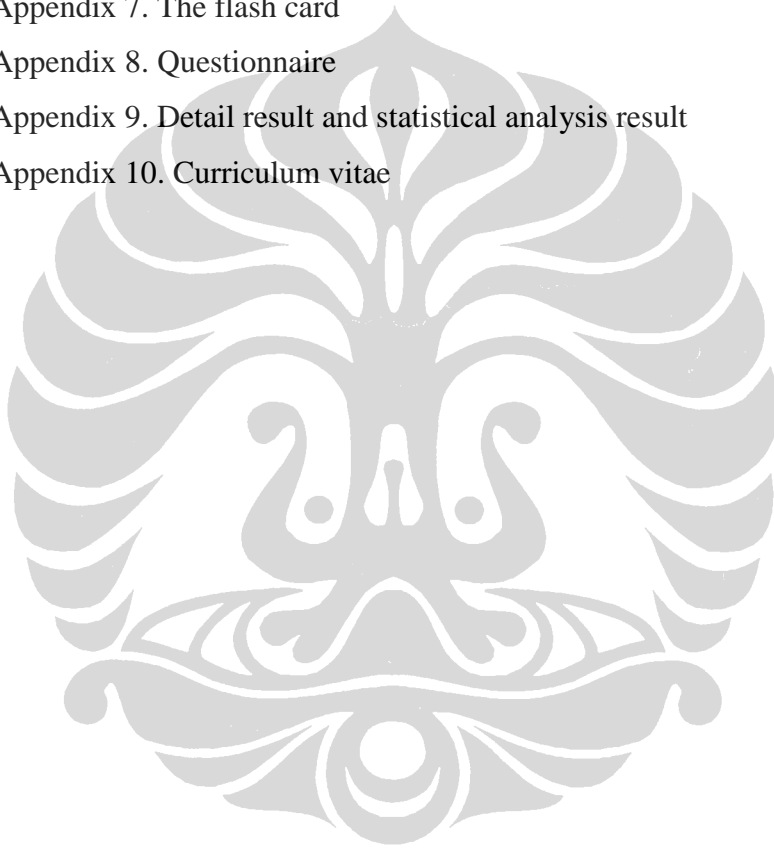 Appendix 7. The flash card
Appendix 8. Questionnaire
Appendix 9. Detail result and statistical analysis result
Appendix 10. Curriculum vitae